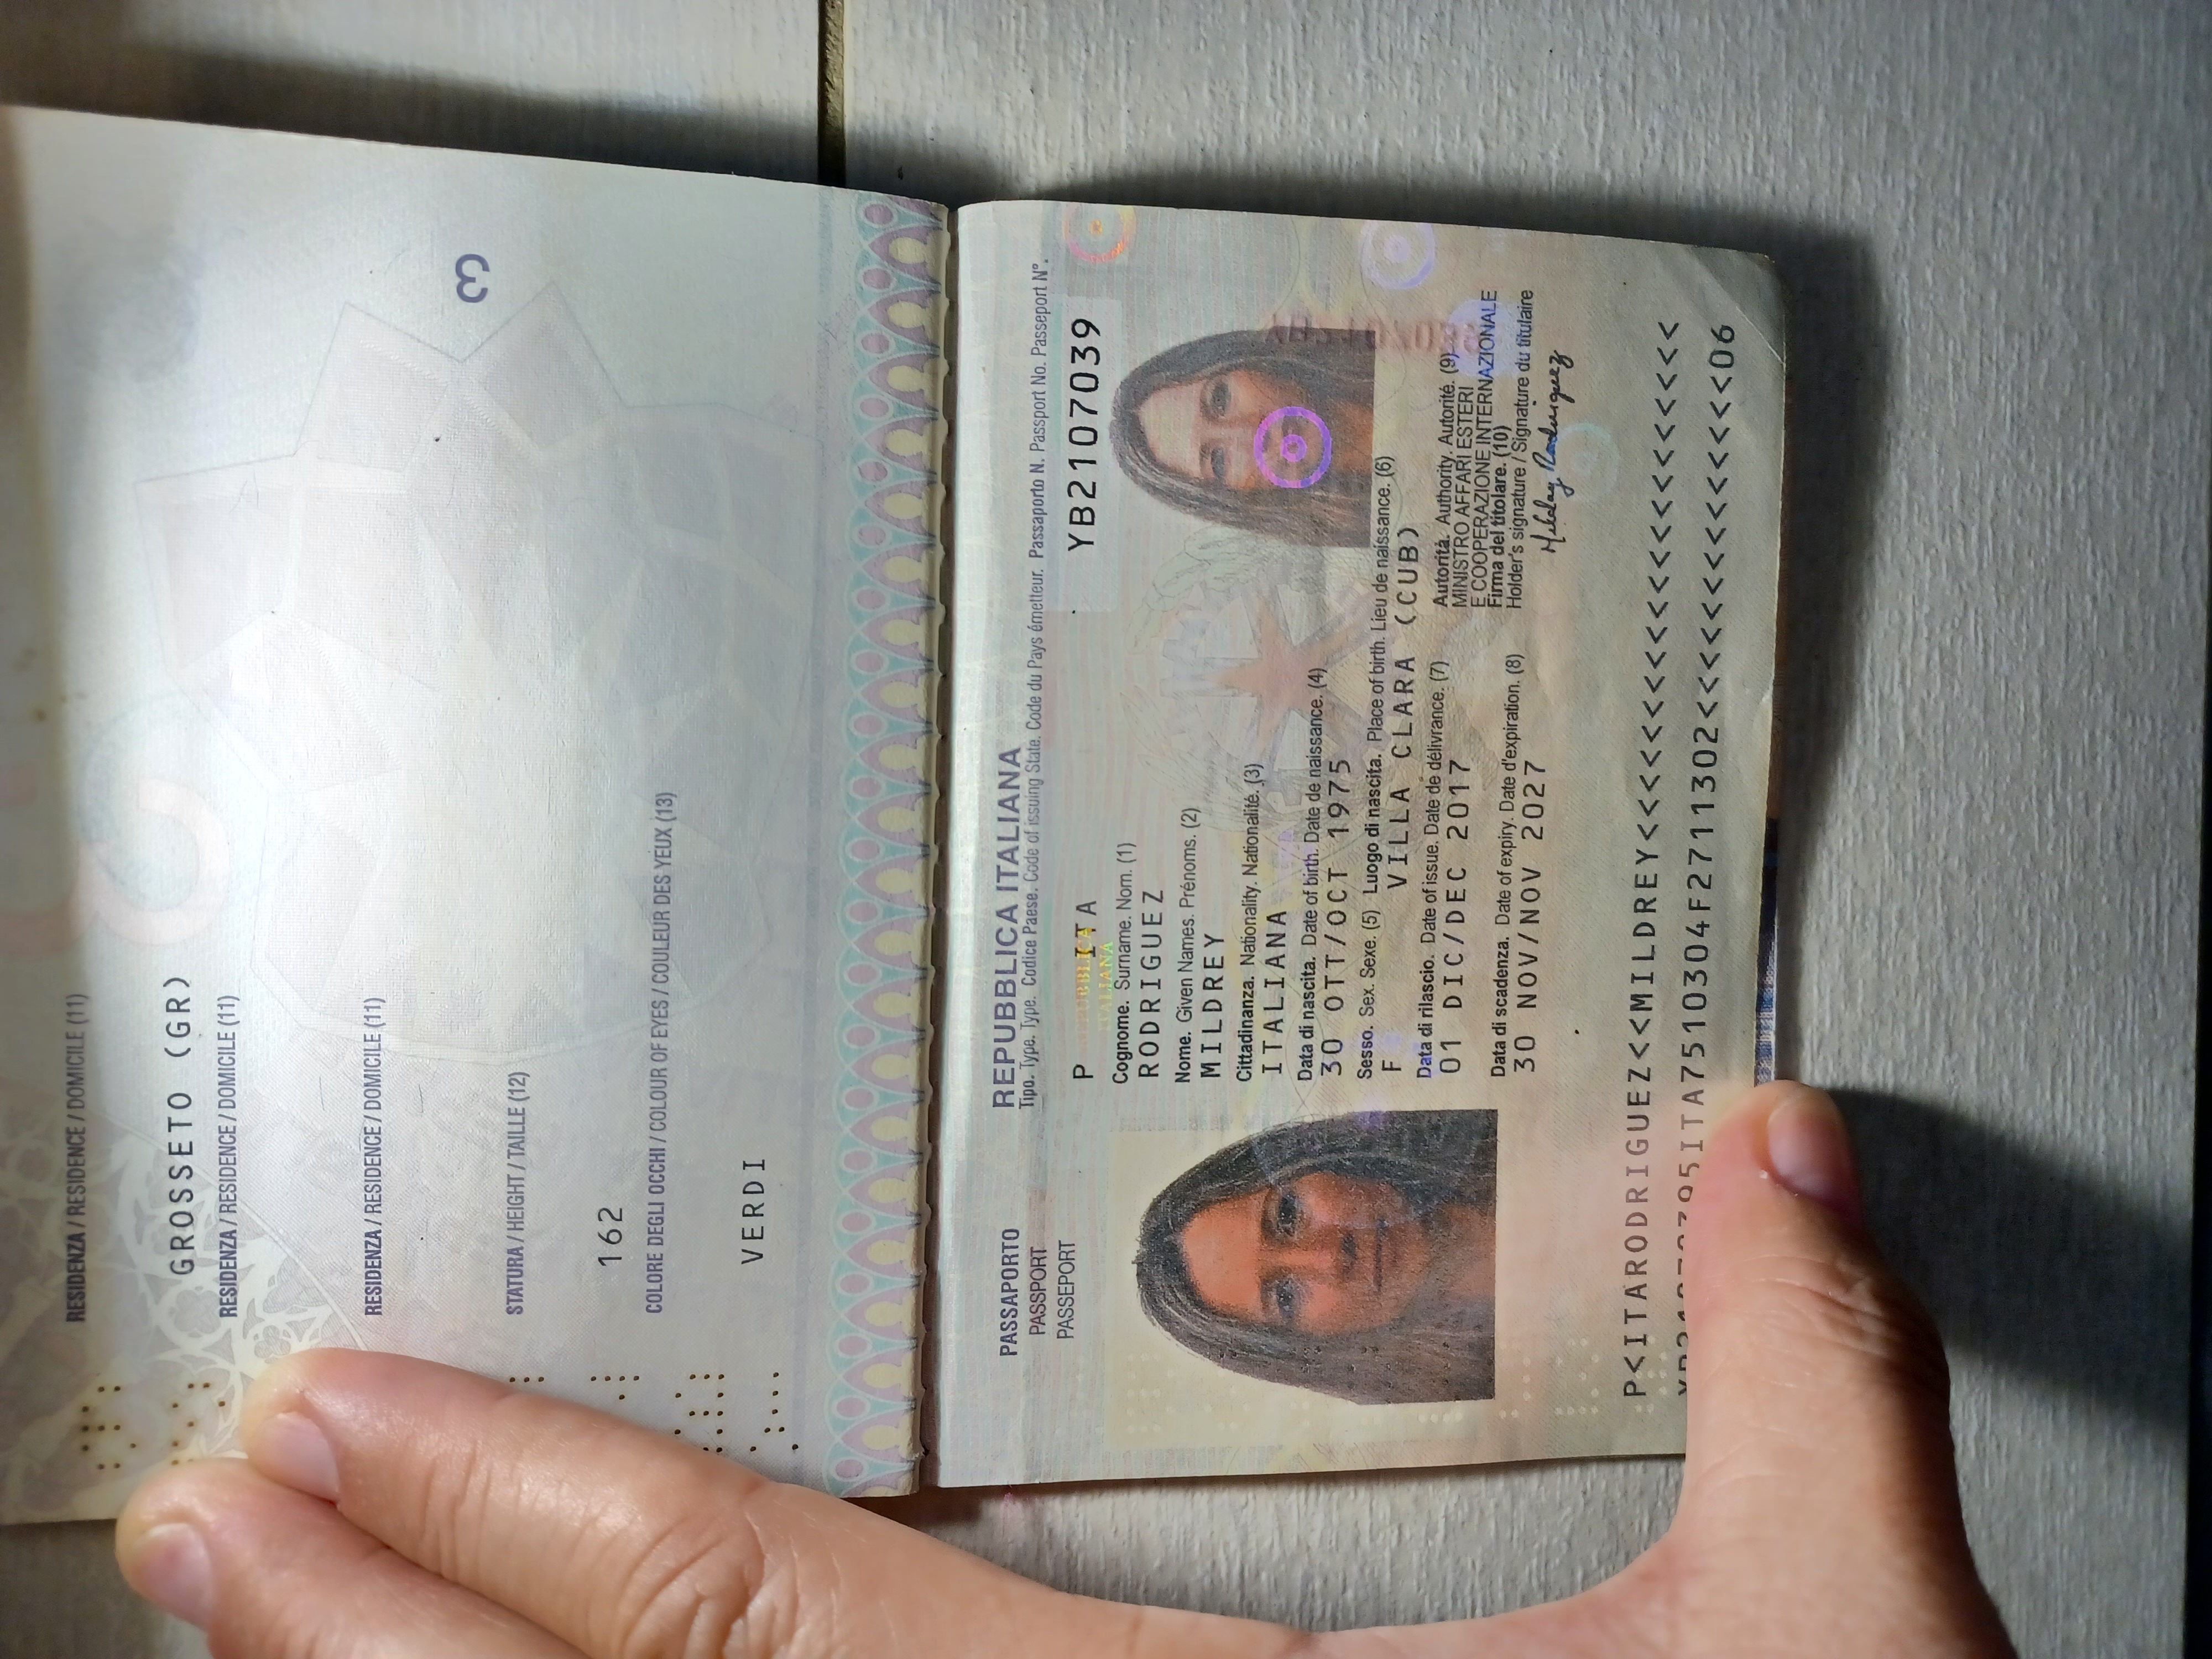 RESIDENZA / RESIDENCE / DOMICILE (11)
GROSSETO (GR)
RESIDENZA / RESIDENCE / DOMICILE (11)
RESIDENZA / RESIDENCE / DOMICILE (11)
STATURA / HEIGHT / TAILLE (12)
162
COLORE DEGLI OCCHI / COLOUR OF EYES / COULEUR DES YEUX (13)
VERDI
3
PASSAPORTO
PASSPORT
PASSEPORT
REPUBBLICA ITALIANA
Tipo. Type. Type. Codice Paese. Code of issuing State. Code du Pays émetteur. Passaporto N. Passport No. Passeport N°.
P ITA YB2107039
REPUBBLICA
ITALIANA
Cognome. Surname. Nom. (1)
RODRIGUEZ
Nome. Given Names. Prénoms. (2)
MILDREY
Cittadinanza. Nationality. Nationalité. (3)
ITALIANA
Data di nascita. Date of birth. Date de naissance. (4)
30 OTT/OCT 1975
Sesso. Sex. Sexe. (5) Luogo di nascita. Place of birth. Lieu de naissance. (6)
F VILLA CLARA (CUB)
Data di rilascio. Date of issue. Date de délivrance. (7)
01 DIC/DEC 2017
Autorità. Authority. Autorité. (9)
MINISTRO AFFARI ESTERI
E COOPERAZIONE INTERNAZIONALE
Data di scadenza. Date of expiry. Date d'expiration. (8)
30 NOV/NOV 2027
Firma del titolare. (10)
Holder's signature / Signature du titulaire
Mildrey Rodriguez
P<ITARODRIGUEZ<<MILDREY<<<<<<<<<<<<<<<<<<<<<
95ITA7510304F2711302<<<<<<<<<<<<<<06